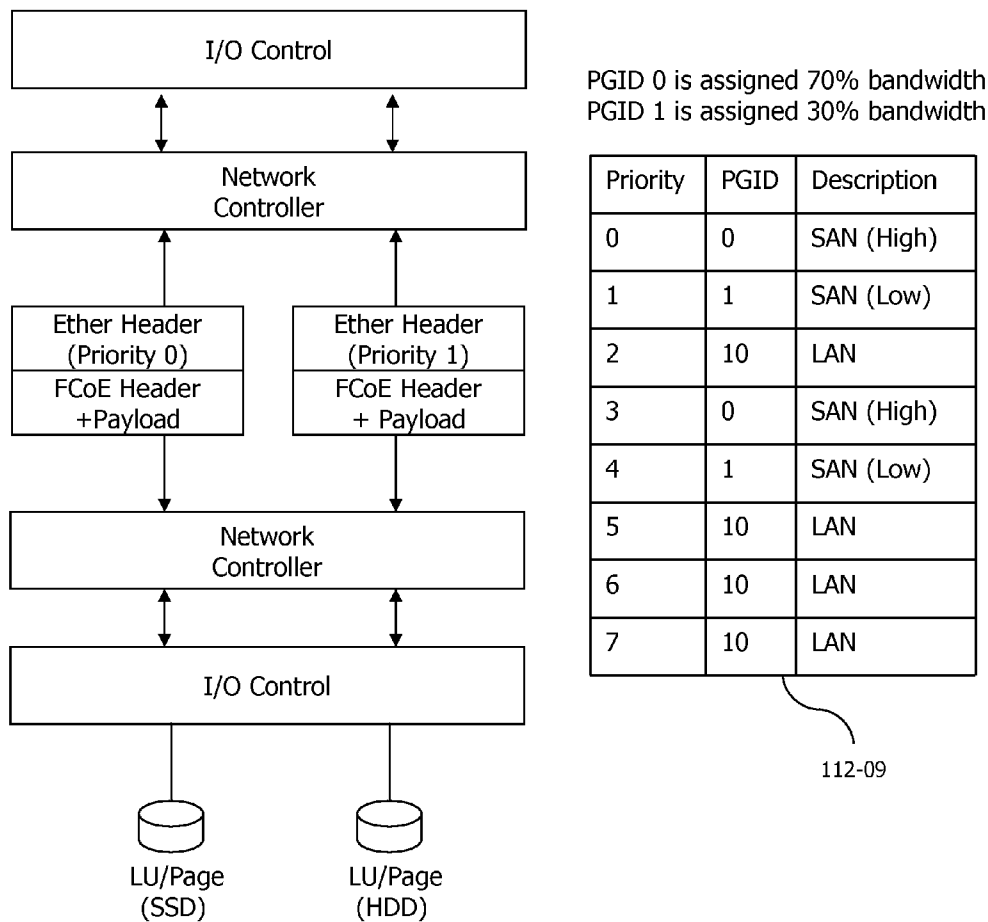 I/O Control
Network
Controller
Ether Header
(Priority 0)
FCoE Header
+Payload
Ether Header
(Priority 1)
FCoE Header
+ Payload
Network
Controller
I/O Control
LU/Page
(SSD)
LU/Page
(HDD)
PGID 0 is assigned 70% bandwidth
PGID 1 is assigned 30% bandwidth
Priority PGID Description
0 0 SAN (High)
1 1 SAN (Low)
2 10 LAN
3 0 SAN (High)
4 1 SAN (Low)
5 10 LAN
6 10 LAN
7 10 LAN
112-09